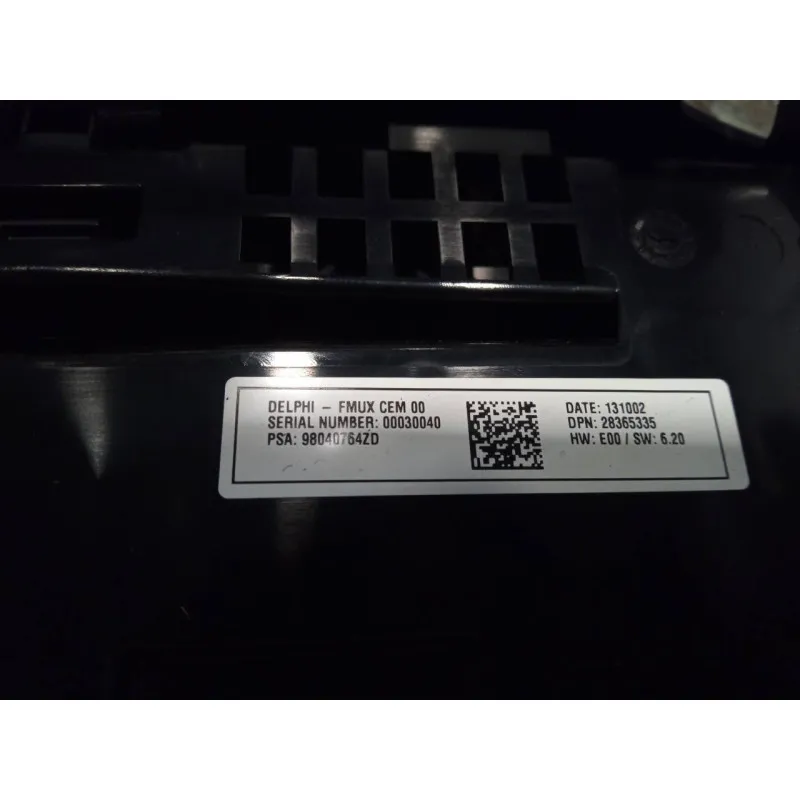 DELPHI - FMUX CEM 00
SERIAL NUMBER: 00030040
PSA: 98040764ZD
DATE: 131002
DPN: 28365335
HW: E00 / SW: 6.20